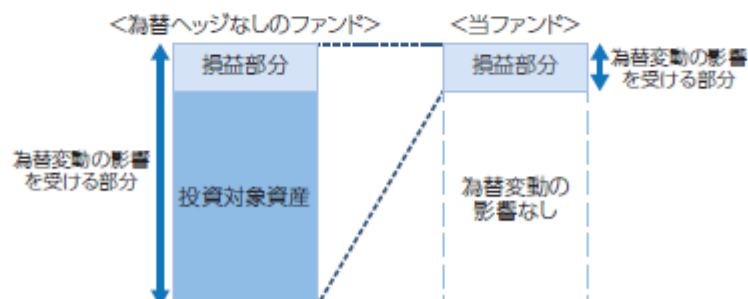 <為替ヘッジなしのファンド>
<当ファンド>
損益部分
損益部分
為替変動の影響
を受ける部分
為替変動の影響
を受ける部分
投資対象資産
為替変動の
影響なし